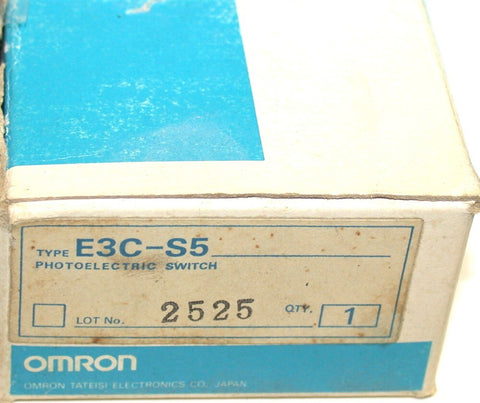 TYPE E3C-S5
PHOTOELECTRIC SWITCH
LOT No. 2525 QTY. 1
OMRON
OMRON TATEISI ELECTRONICS CO. JAPAN